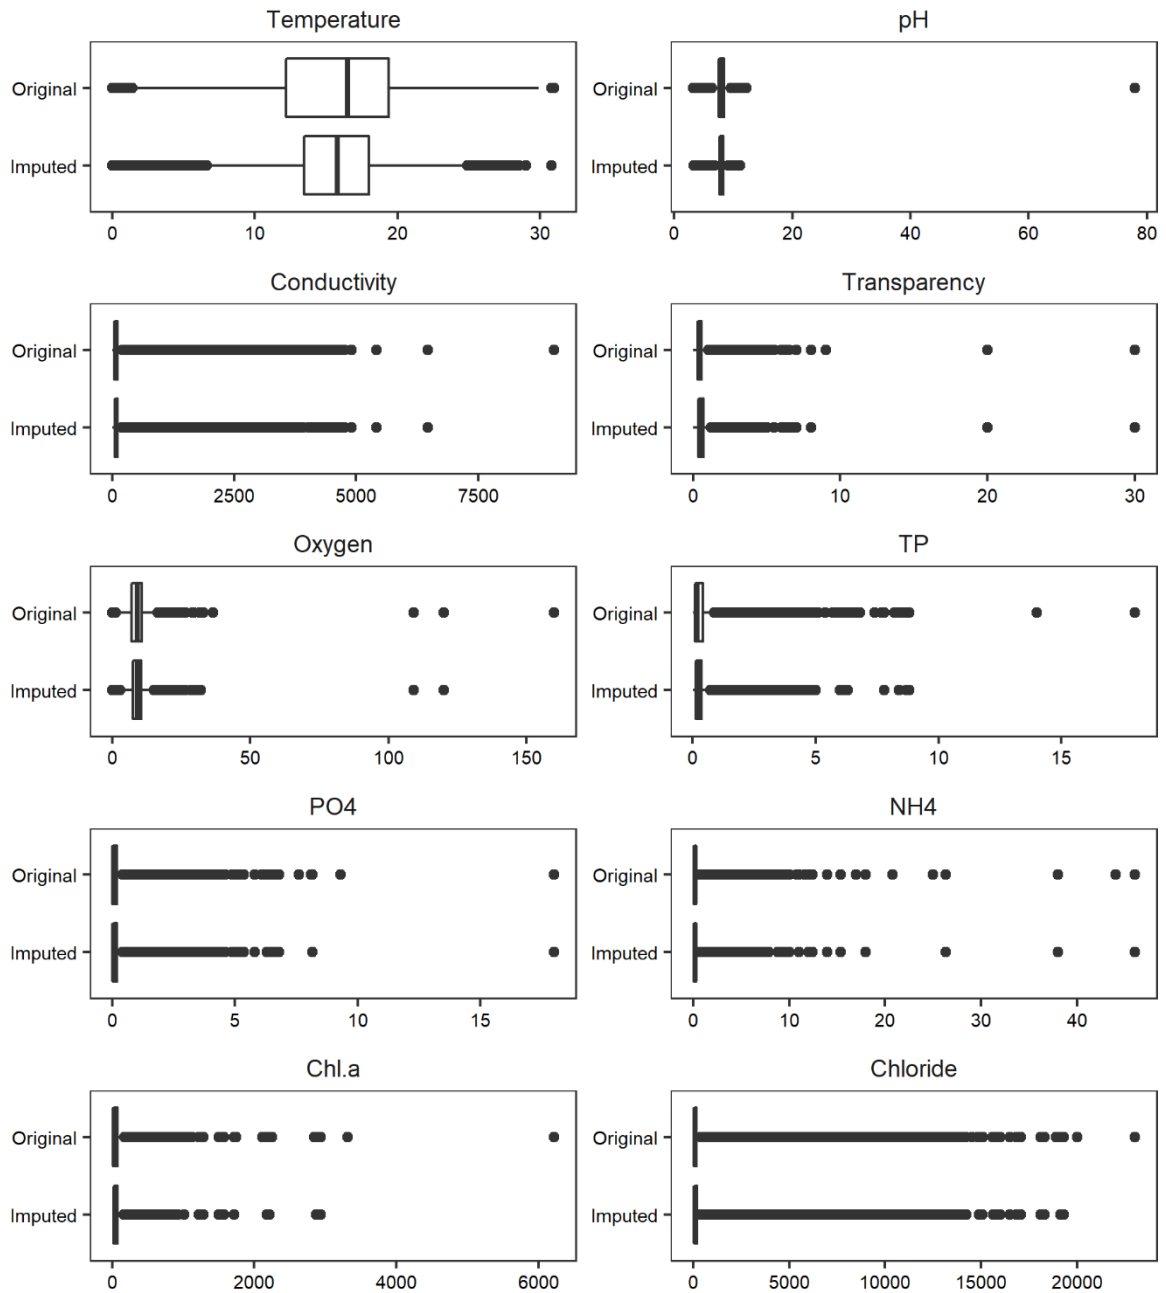 Temperature
pH
Original
Imputed
0 10 20 30
Original
Imputed
0 20 40 60 80
Conductivity
Transparency
Original
Imputed
0 2500 5000 7500
Original
Imputed
0 10 20 30
Oxygen
TP
Original
Imputed
0 50 100 150
Original
Imputed
0 5 10 15
PO4
NH4
Original
Imputed
0 5 10 15
Original
Imputed
0 10 20 30 40
Chl.a
Chloride
Original
Imputed
0 2000 4000 6000
Original
Imputed
0 5000 10000 15000 20000